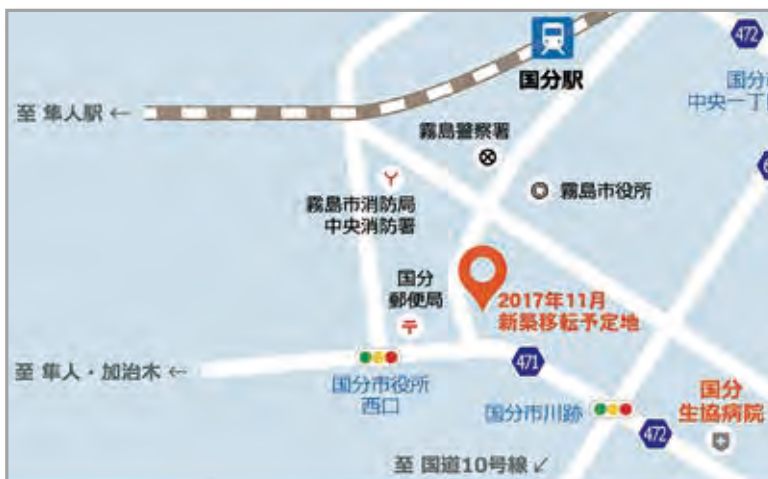 472
国分駅
国分
中央一丁
至 隼人駅 ←
霧島警察署
霧島市役所
霧島市消防局
中央消防署
国分
郵便局
2017年11月
新築移転予定地
至 隼人・加治木 ←
国分市役所
西口
471
国分市川跡
国分
生協病院
472
至 国道10号線 ↙